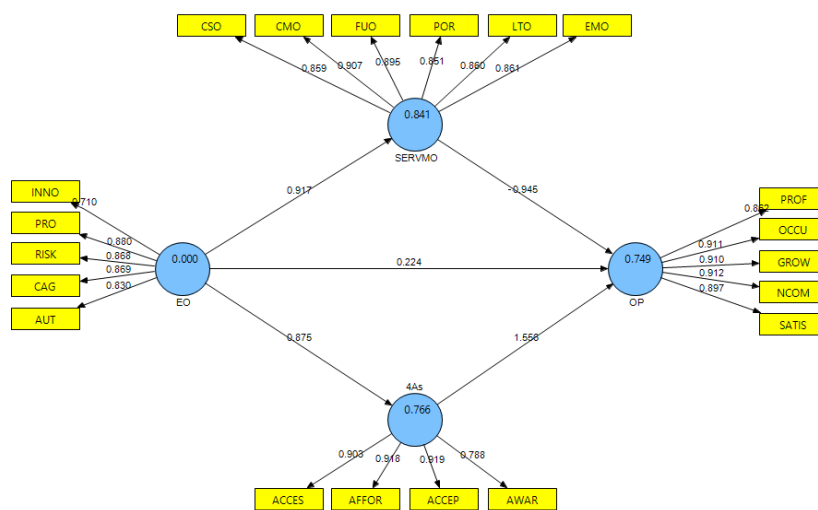 CSO CMO FUO POR LTO EMO
0.859 0.907 0.895 0.851 0.860 0.861
0.841
SERVMO
INNO
PRO
RISK
CAG
AUT
0.710
0.880
0.868
0.869
0.830
0.000
EO
0.917
-0.945
0.224
0.875
1.556
0.749
OP
0.862
0.911
0.910
0.912
0.897
PROF
OCCU
GROW
NCOM
SATIS
4As
0.766
0.903 0.918 0.919 0.788
ACCES AFFOR ACCEP AWAR